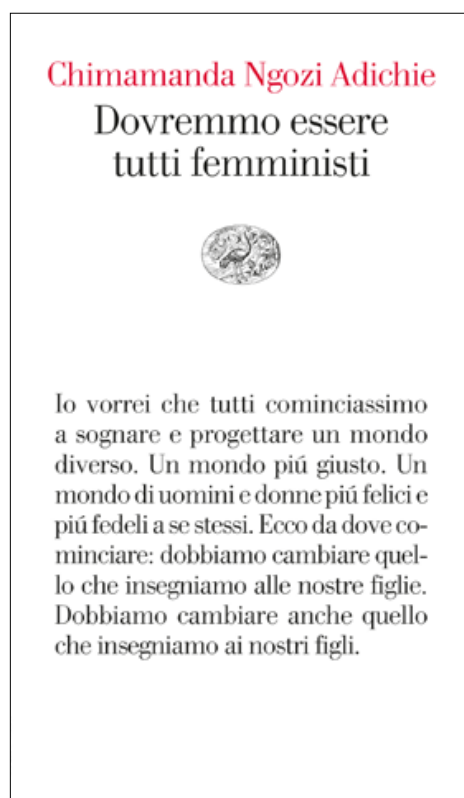 Chimamanda Ngozi Adichie
Dovremmo essere
tutti femministi
Io vorrei che tutti cominciassimo
a sognare e progettare un mondo
diverso. Un mondo piú giusto. Un
mondo di uomini e donne piú felici e
piú fedeli a se stessi. Ecco da dove co-
minciare: dobbiamo cambiare quel-
lo che insegniamo alle nostre figlie.
Dobbiamo cambiare anche quello
che insegniamo ai nostri figli.